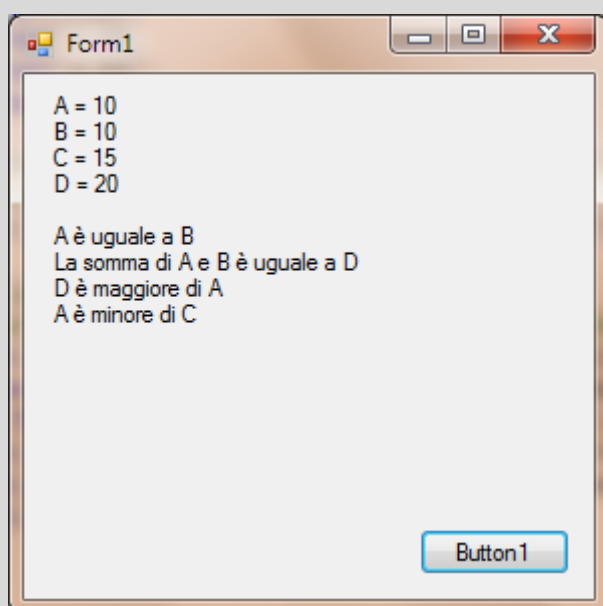 Form1
A = 10
B = 10
C = 15
D = 20
A è uguale a B
La somma di A e B è uguale a D
D è maggiore di A
A è minore di C
Button1